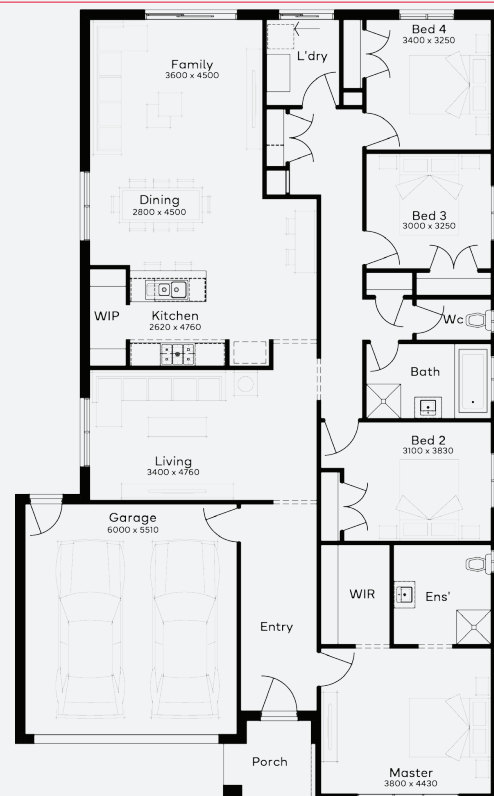 Bed 4
3400 x 3250
L'dry
Family
3600 x 4500
Dining
2800 x 4500
Bed 3
3000 x 3250
WIP
Kitchen
2620 x 4760
Wc
Bath
Bed 2
3100 x 3830
Living
3400 x 4760
Garage
6000 x 5510
WIR
Ens'
Entry
Porch
Master
3800 x 4430